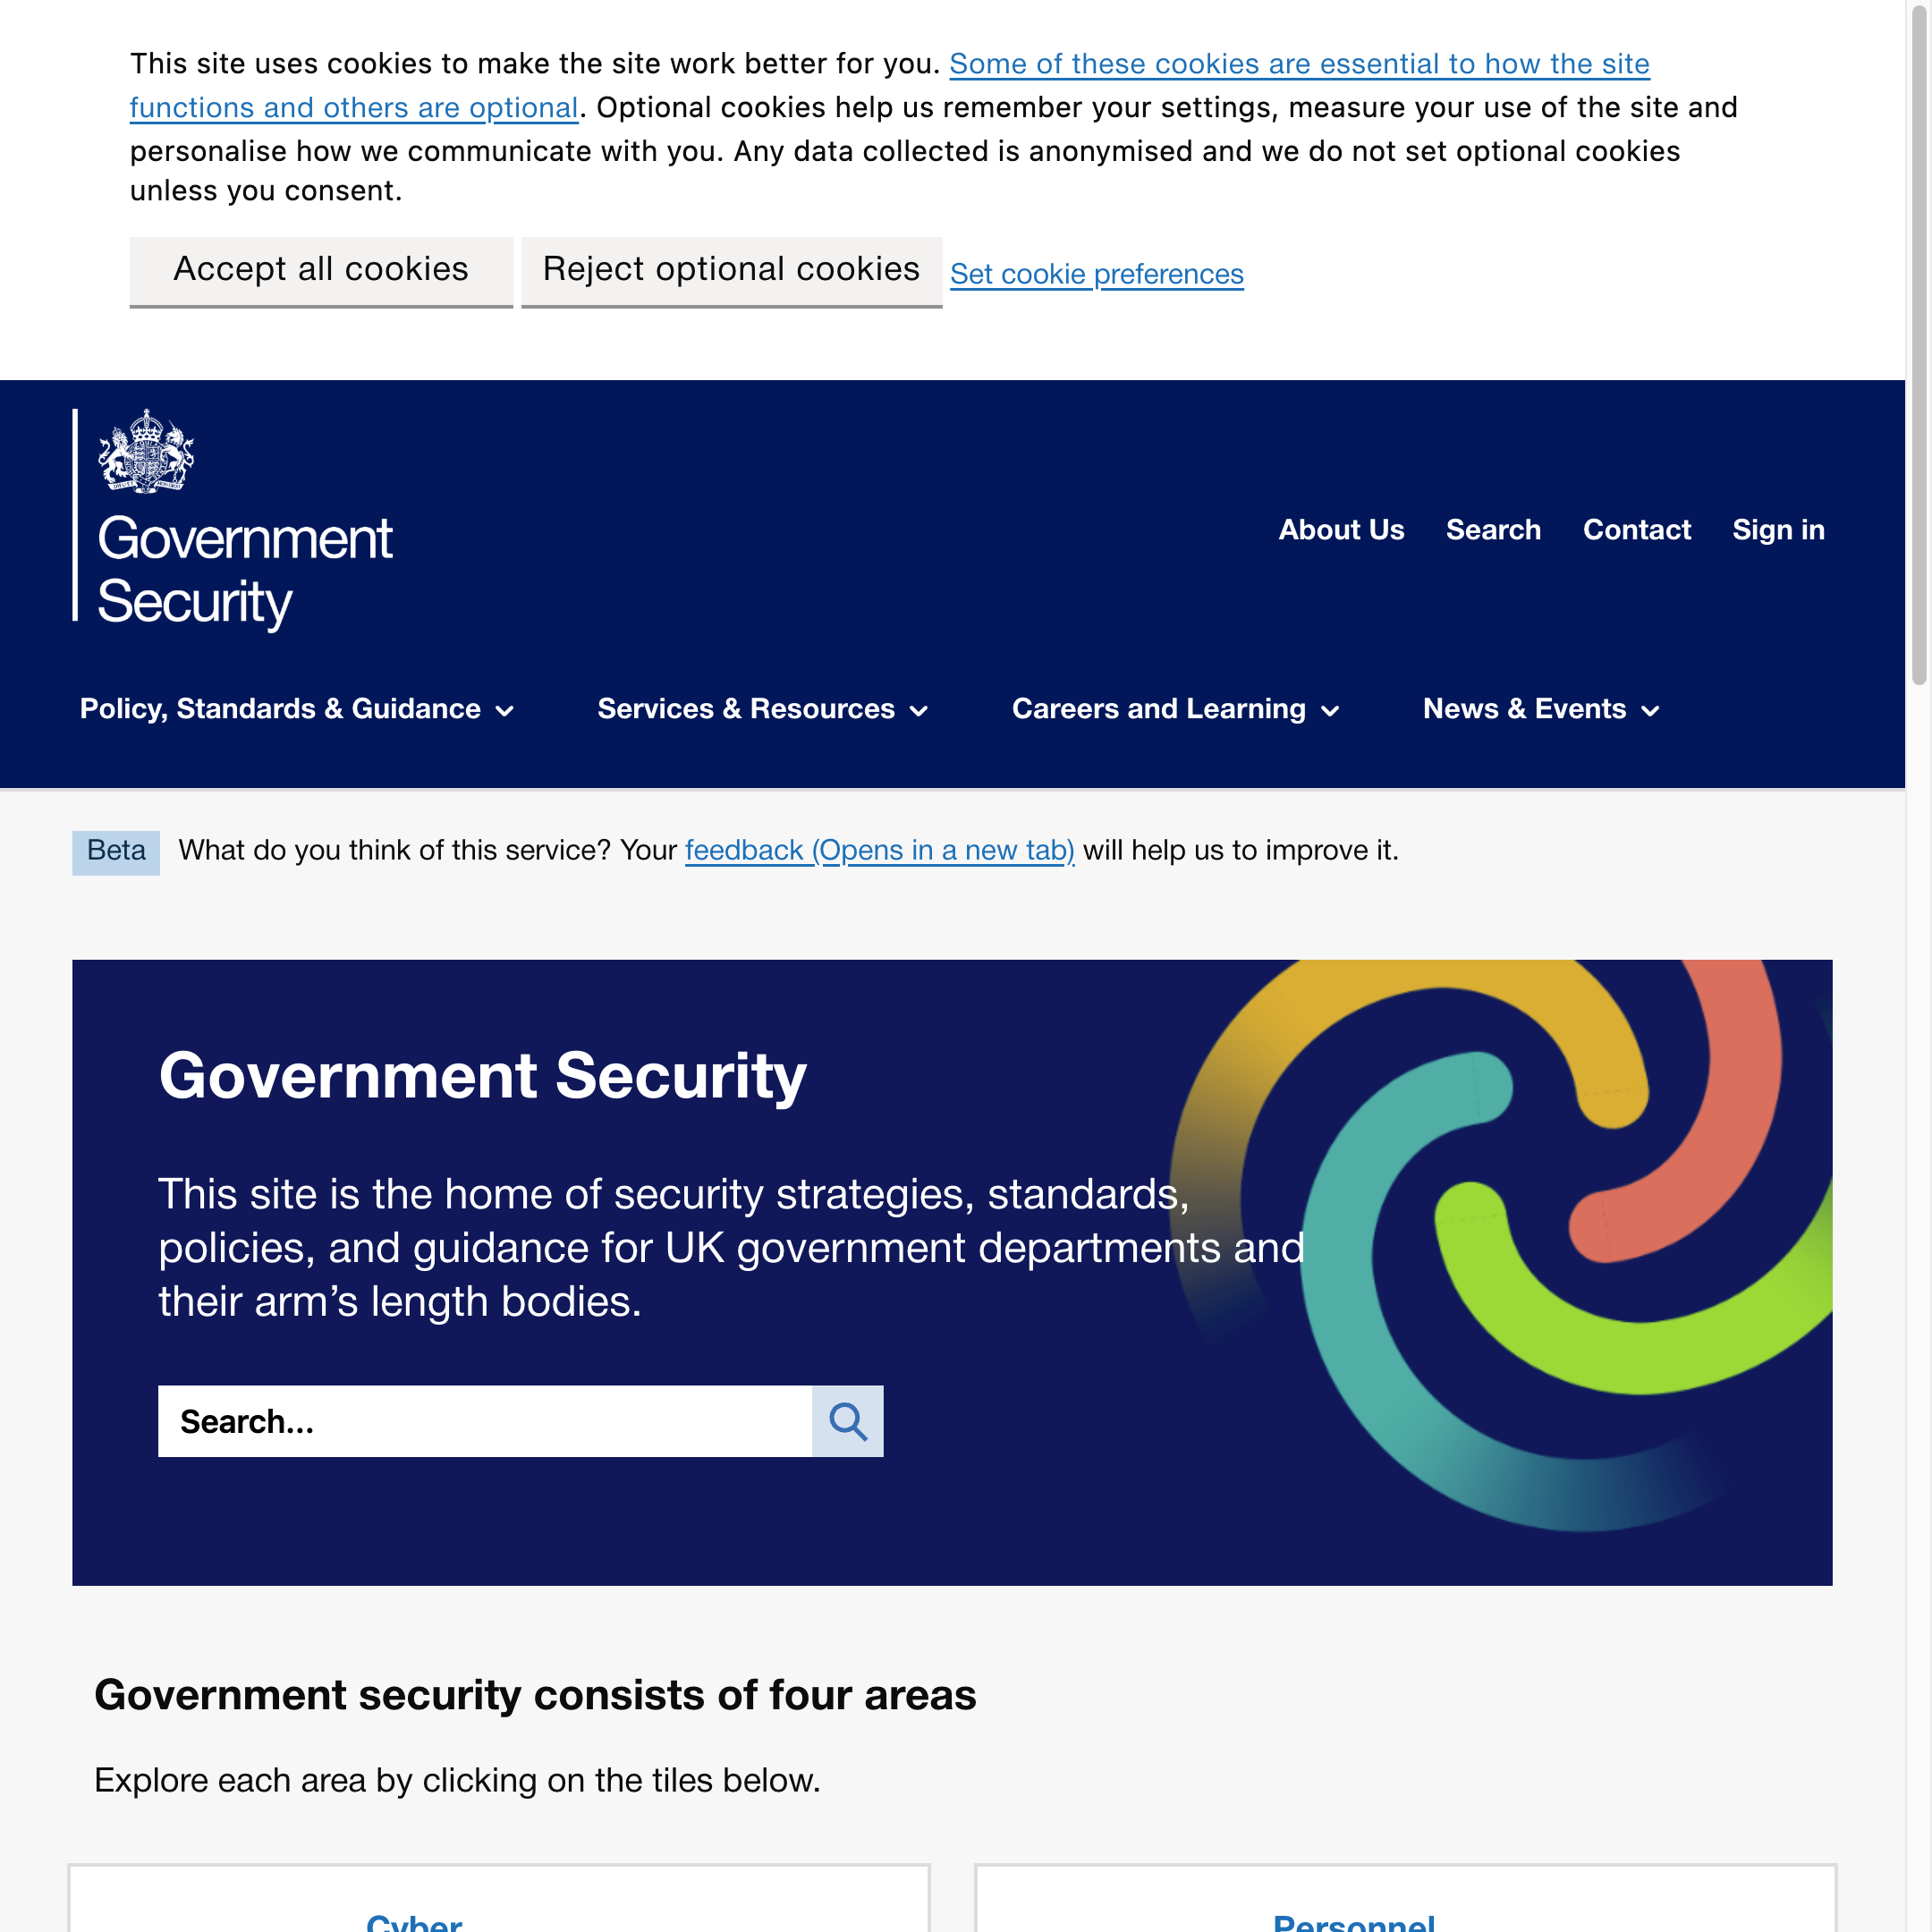 This site uses cookies to make the site work better for you. Some of these cookies are essential to how the site
functions and others are optional. Optional cookies help us remember your settings, measure your use of the site and
personalise how we communicate with you. Any data collected is anonymised and we do not set optional cookies
unless you consent.
Accept all cookies Reject optional cookies Set cookie preferences
Government
Security
About Us Search Contact Sign in
Policy, Standards & Guidance Services & Resources Careers and Learning News & Events
Beta What do you think of this service? Your feedback (Opens in a new tab) will help us to improve it.
Government Security
This site is the home of security strategies, standards,
policies, and guidance for UK government departments and
their arm’s length bodies.
Search...
Government security consists of four areas
Explore each area by clicking on the tiles below.
Cyber Personnel